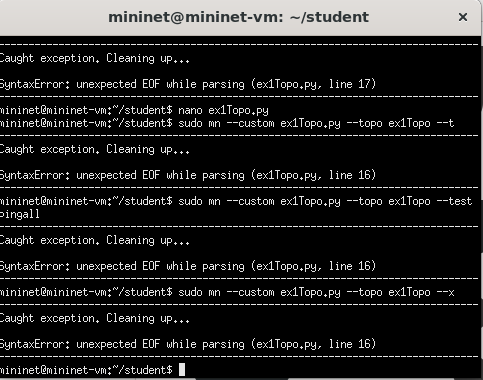 mininet@mininet-vm: ~/student
×
--------------------------------------------------------------------------------
Caught exception. Cleaning up...

SyntaxError: unexpected EOF while parsing (ex1Topo.py, line 17)
--------------------------------------------------------------------------------
mininet@mininet-vm:~/student$ nano ex1Topo.py
mininet@mininet-vm:~/student$ sudo mn --custom ex1Topo.py --topo ex1Topo --t
--------------------------------------------------------------------------------
Caught exception. Cleaning up...

SyntaxError: unexpected EOF while parsing (ex1Topo.py, line 16)
--------------------------------------------------------------------------------
mininet@mininet-vm:~/student$ sudo mn --custom ex1Topo.py --topo ex1Topo --test
pingall
--------------------------------------------------------------------------------
Caught exception. Cleaning up...

SyntaxError: unexpected EOF while parsing (ex1Topo.py, line 16)
--------------------------------------------------------------------------------
mininet@mininet-vm:~/student$ sudo mn --custom ex1Topo.py --topo ex1Topo --x
--------------------------------------------------------------------------------
Caught exception. Cleaning up...

SyntaxError: unexpected EOF while parsing (ex1Topo.py, line 16)
--------------------------------------------------------------------------------
mininet@mininet-vm:~/student$